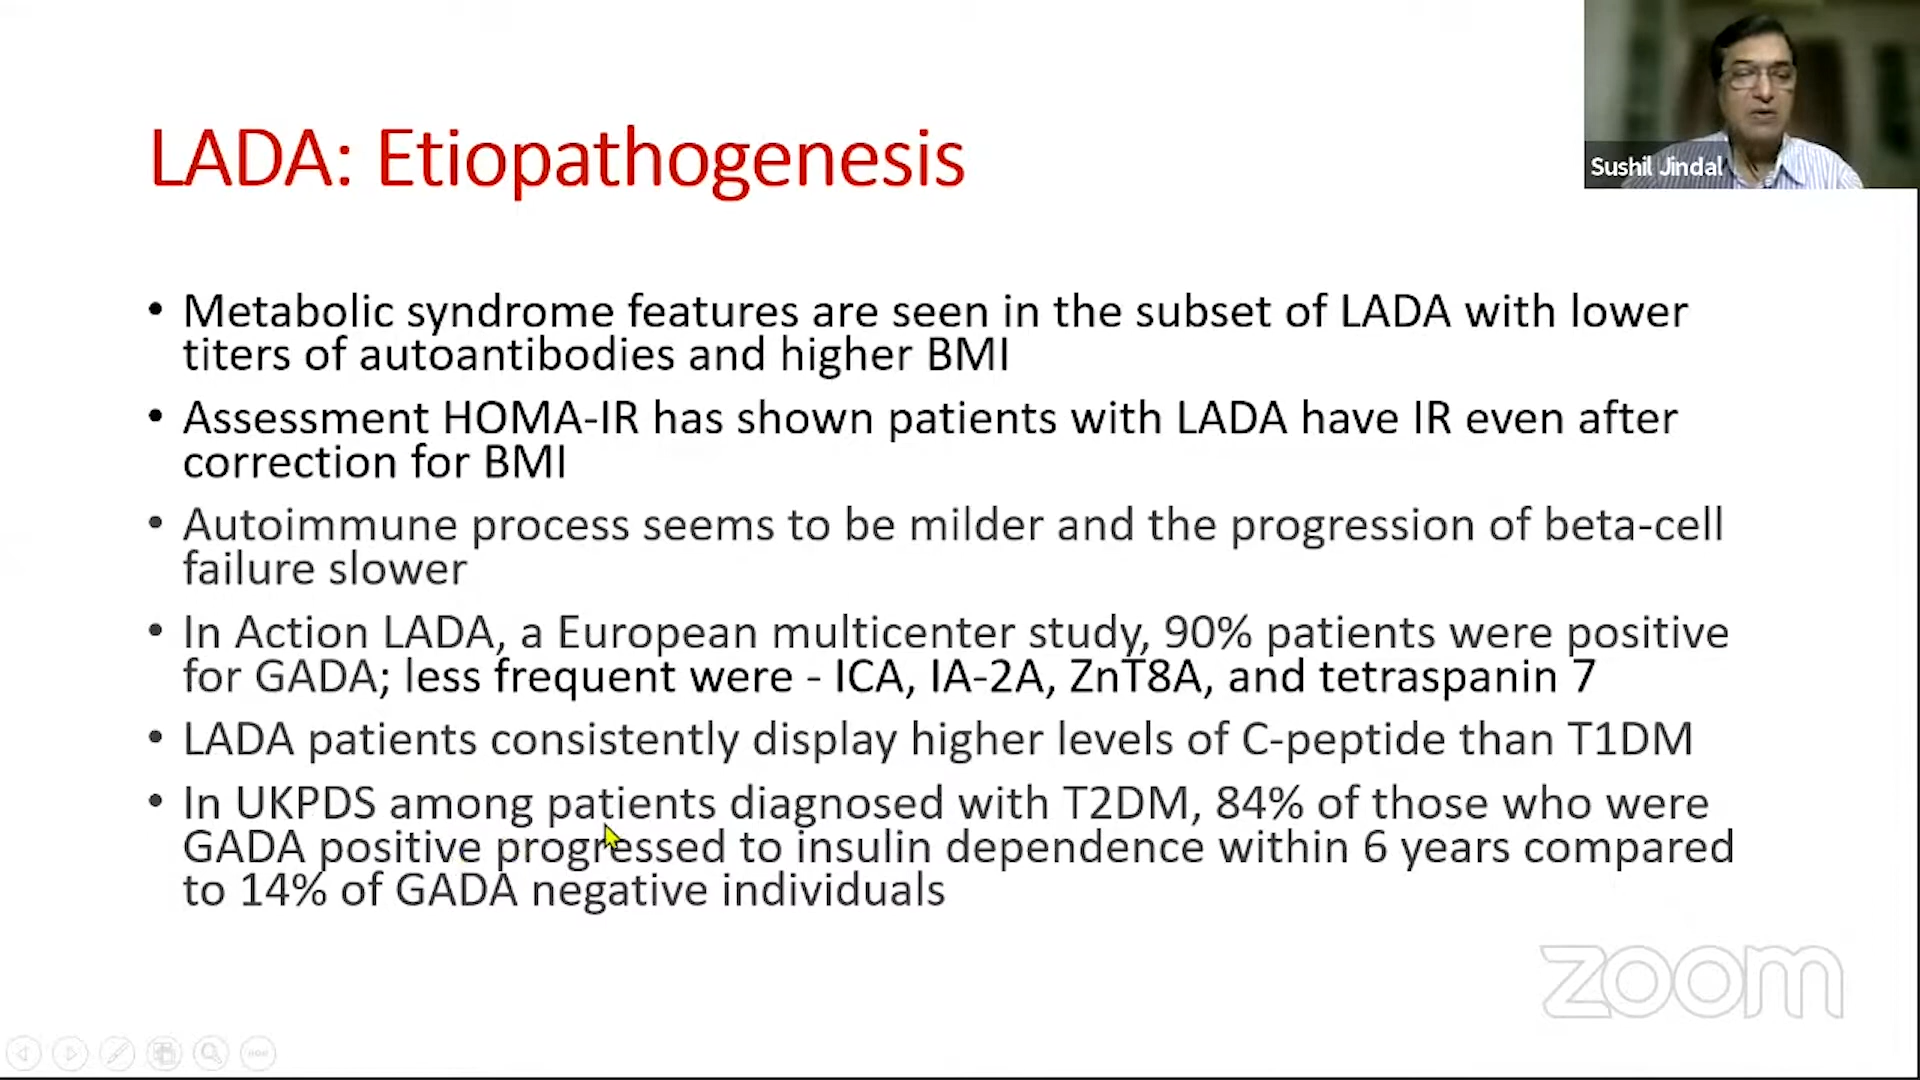 Sushil Jindal
LADA: Etiopathogenesis
• Metabolic syndrome features are seen in the subset of LADA with lower
titers of autoantibodies and higher BMI
• Assessment HOMA-IR has shown patients with LADA have IR even after
correction for BMI
• Autoimmune process seems to be milder and the progression of beta-cell
failure slower
• In Action LADA, a European multicenter study, 90% patients were positive
for GADA; less frequent were - ICA, IA-2A, ZnT8A, and tetraspanin 7
• LADA patients consistently display higher levels of C-peptide than T1DM
• In UKPDS among patients diagnosed with T2DM, 84% of those who were
GADA positive progressed to insulin dependence within 6 years compared
to 14% of GADA negative individuals
zoom